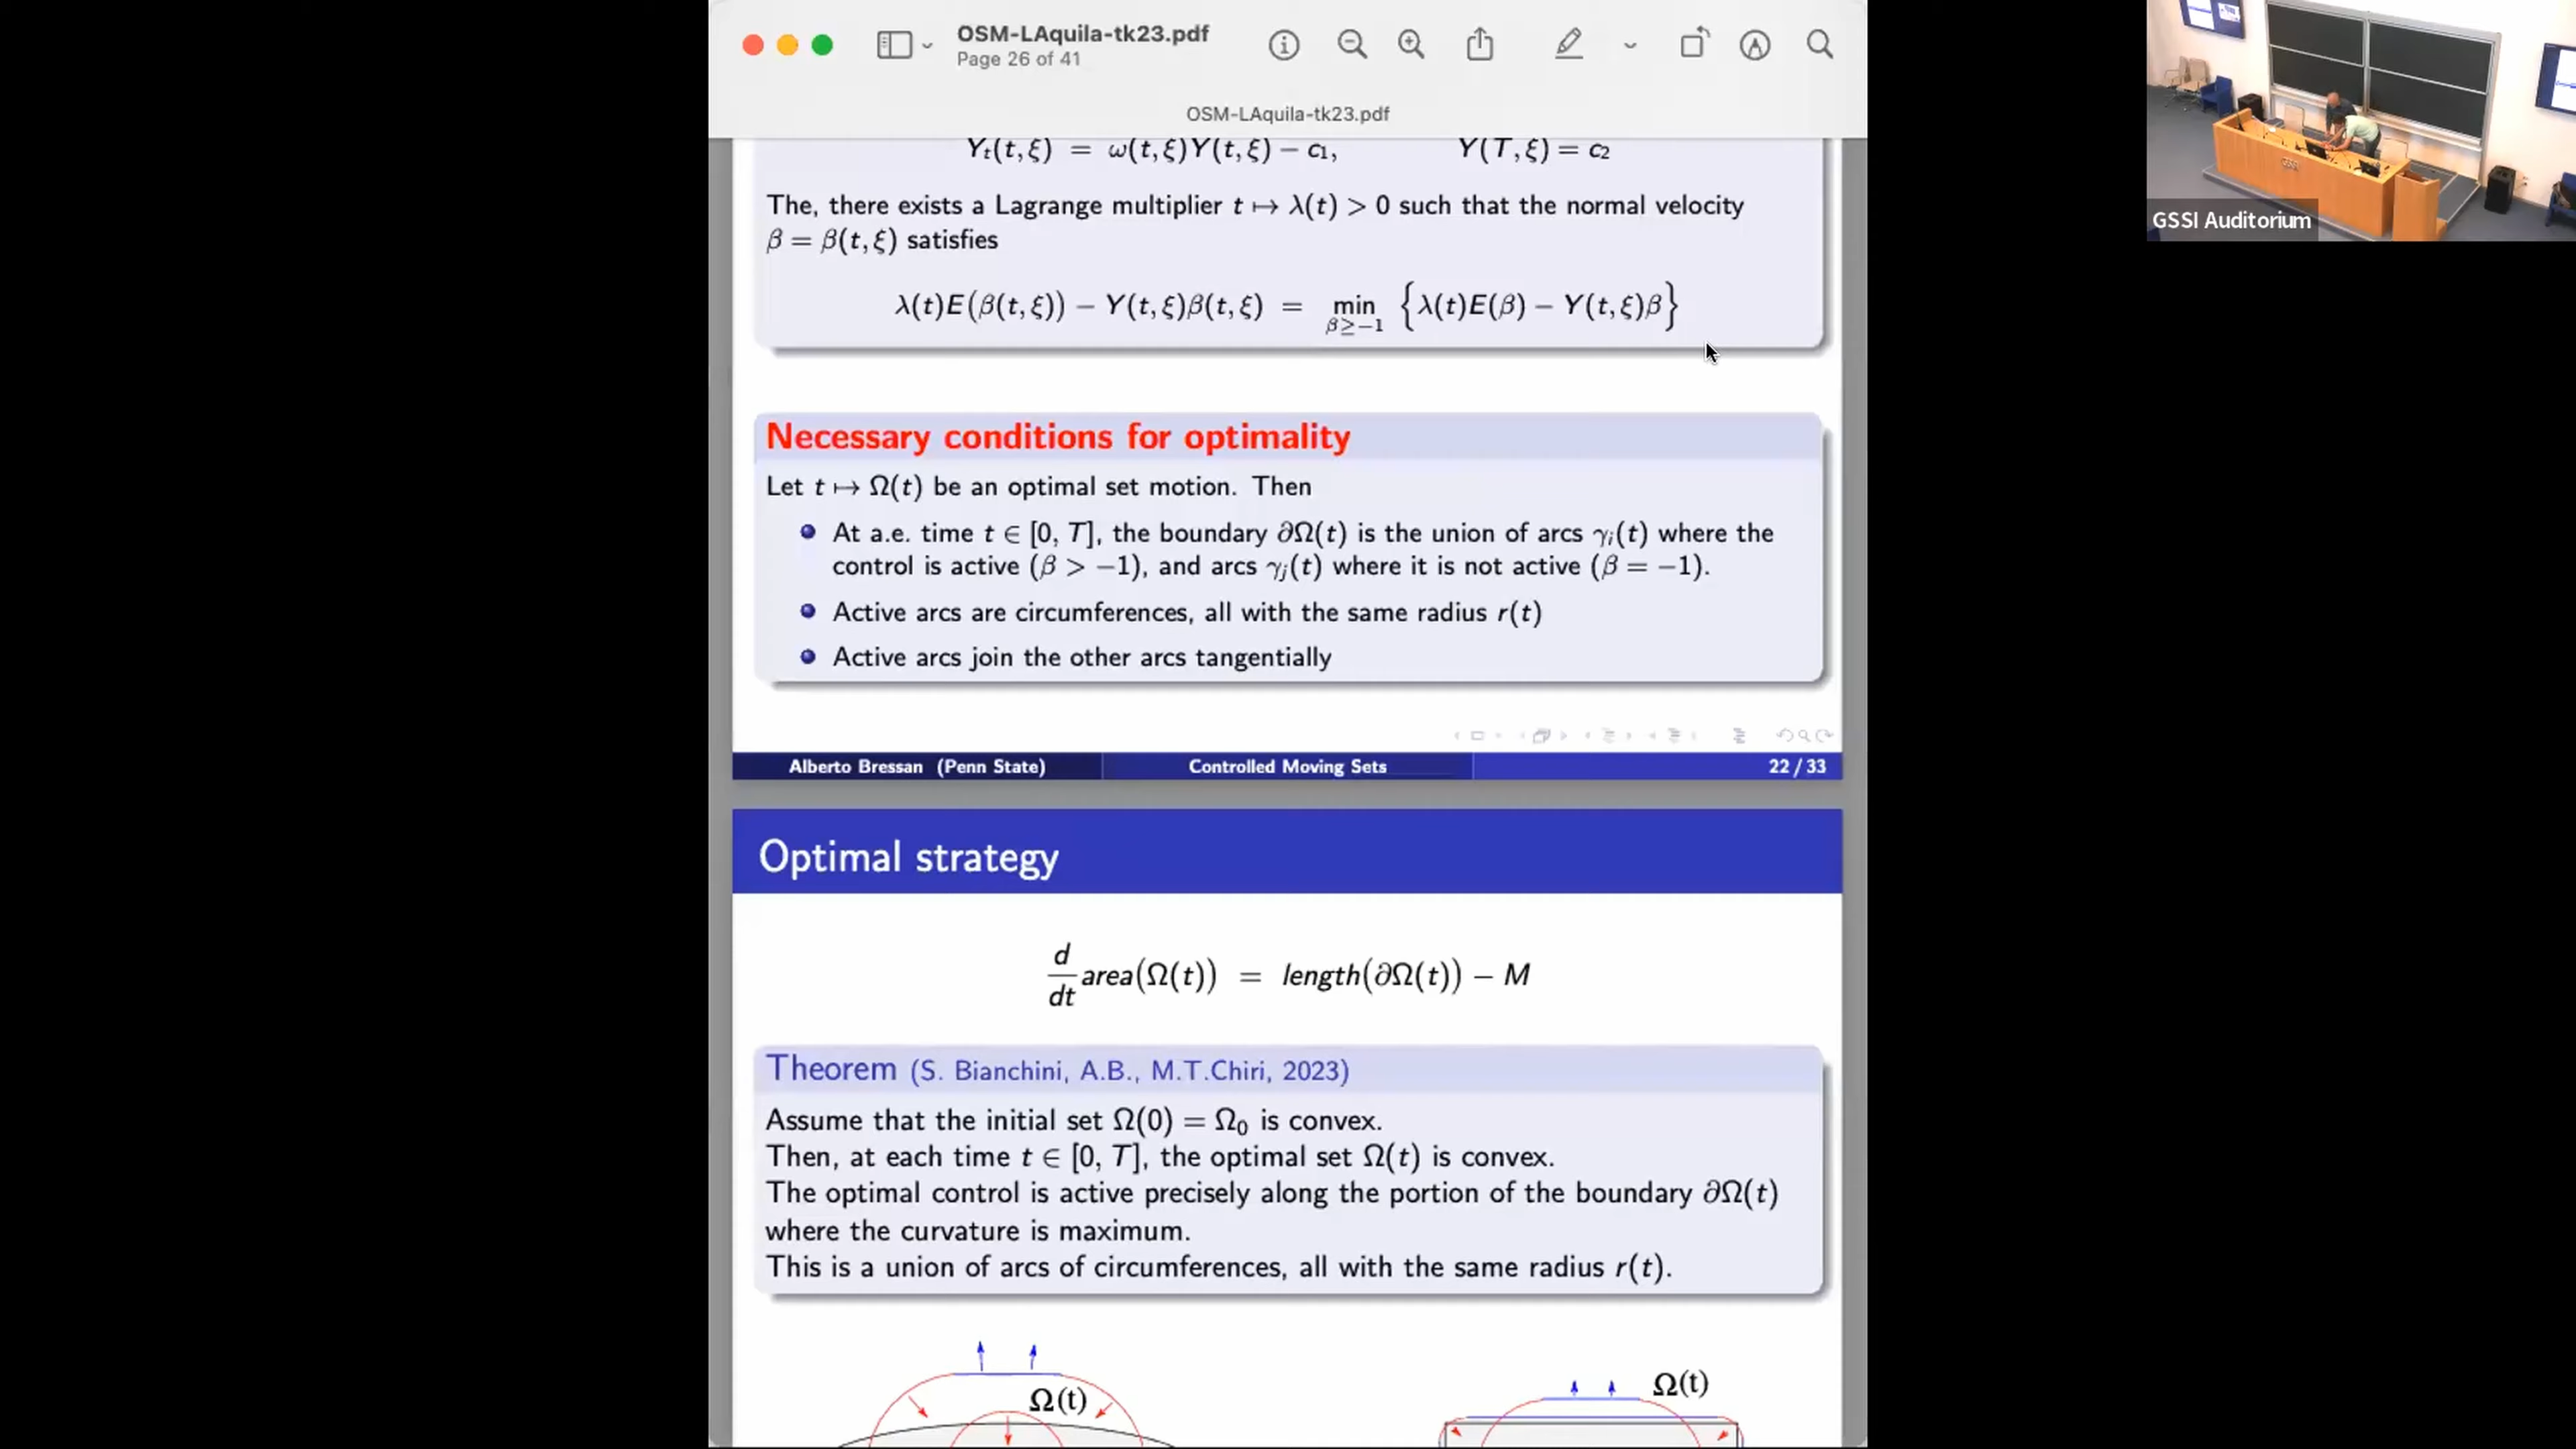 OSM-LAquila-tk23.pdf
Page 26 of 41
OSM-LAquila-tk23.pdf
Yₜ(t, ξ) = ω(t, ξ)Y(t, ξ) − c₁, Y(T, ξ) = c₂
The, there exists a Lagrange multiplier t ↦ λ(t) > 0 such that the normal velocity
β = β(t, ξ) satisfies
λ(t)E(β(t, ξ)) − Y(t, ξ)β(t, ξ) = min {λ(t)E(β) − Y(t, ξ)β}
β≥−1
Necessary conditions for optimality
Let t ↦ Ω(t) be an optimal set motion. Then
At a.e. time t ∈ [0, T], the boundary ∂Ω(t) is the union of arcs γᵢ(t) where the
control is active (β > −1), and arcs γⱼ(t) where it is not active (β = −1).
Active arcs are circumferences, all with the same radius r(t)
Active arcs join the other arcs tangentially
Alberto Bressan (Penn State) Controlled Moving Sets 22 / 33
Optimal strategy
d/dt area(Ω(t)) = length(∂Ω(t)) − M
Theorem (S. Bianchini, A.B., M.T.Chiri, 2023)
Assume that the initial set Ω(0) = Ω₀ is convex.
Then, at each time t ∈ [0, T], the optimal set Ω(t) is convex.
The optimal control is active precisely along the portion of the boundary ∂Ω(t)
where the curvature is maximum.
This is a union of arcs of circumferences, all with the same radius r(t).
Ω(t)
Ω(t)
GSSI Auditorium